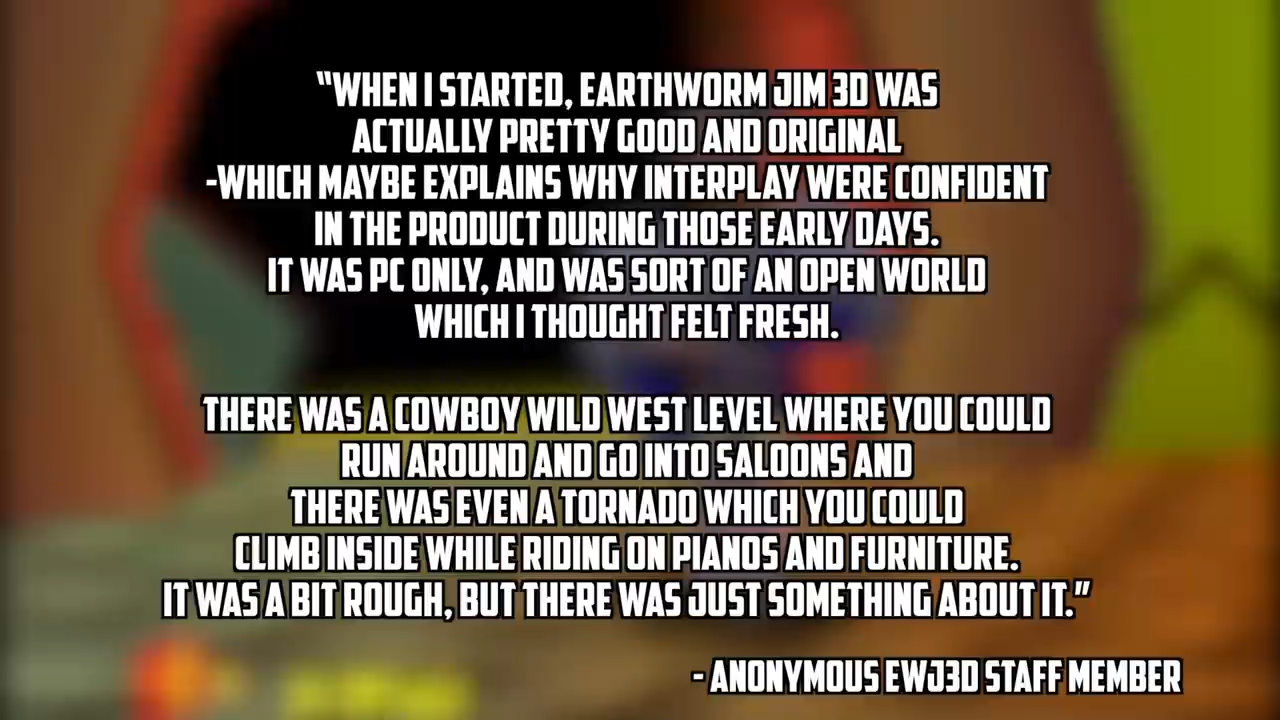 “WHEN I STARTED, EARTHWORM JIM 3D WAS
ACTUALLY PRETTY GOOD AND ORIGINAL
-WHICH MAYBE EXPLAINS WHY INTERPLAY WERE CONFIDENT
IN THE PRODUCT DURING THOSE EARLY DAYS.
IT WAS PC ONLY, AND WAS SORT OF AN OPEN WORLD
WHICH I THOUGHT FELT FRESH.
THERE WAS A COWBOY WILD WEST LEVEL WHERE YOU COULD
RUN AROUND AND GO INTO SALOONS AND
THERE WAS EVEN A TORNADO WHICH YOU COULD
CLIMB INSIDE WHILE RIDING ON PIANOS AND FURNITURE.
IT WAS A BIT ROUGH, BUT THERE WAS JUST SOMETHING ABOUT IT.”
- ANONYMOUS EWJ3D STAFF MEMBER